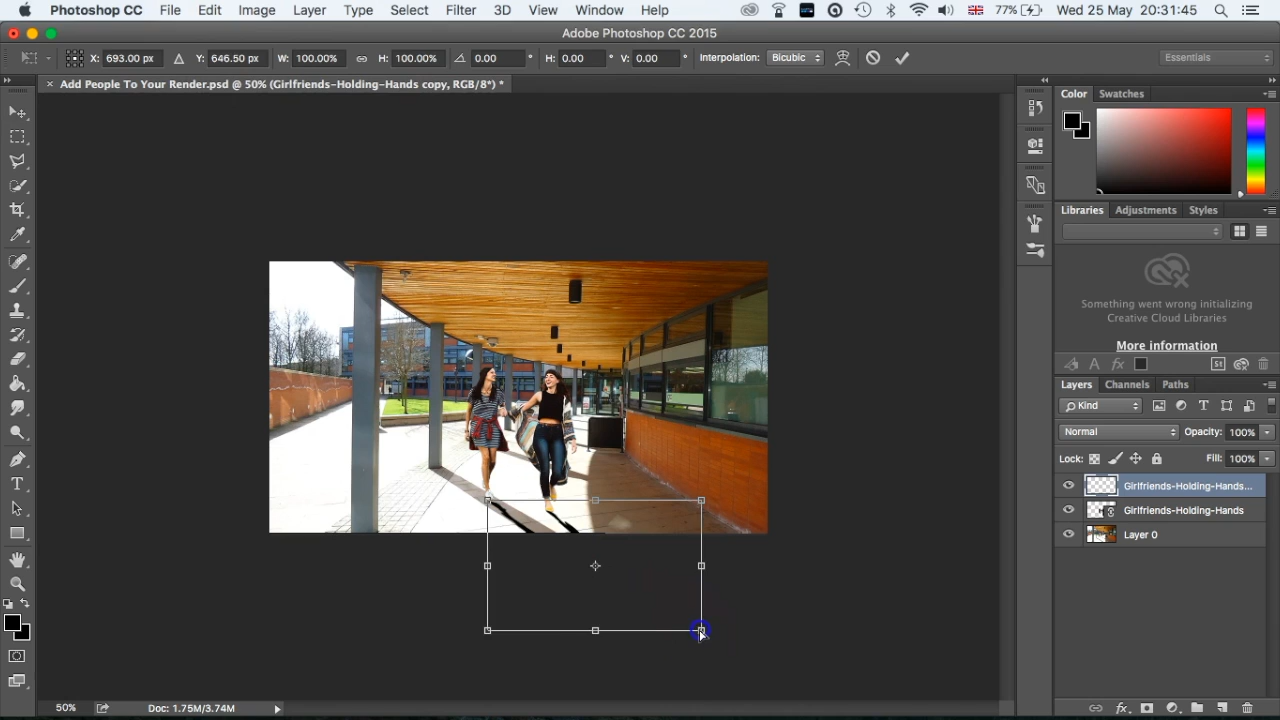 Photoshop CC File Edit Image Layer Type Select Filter 3D View Window Help 77% Wed 25 May 20:31:45
Adobe Photoshop CC 2015
X: 693.00 px Y: 646.50 px W: 100.00% H: 100.00% 0.00 ° H: 0.00 ° V: 0.00 ° Interpolation: Bicubic Essentials
× Add People To Your Render.psd @ 50% (Girlfriends-Holding-Hands copy, RGB/8*) *
Color Swatches
Libraries Adjustments Styles
Something went wrong initializing
Creative Cloud Libraries
More information
Layers Channels Paths
Kind
Normal Opacity: 100%
Lock: Fill: 100%
Girlfriends-Holding-Hands...
Girlfriends-Holding-Hands
Layer 0
50% Doc: 1.75M/3.74M